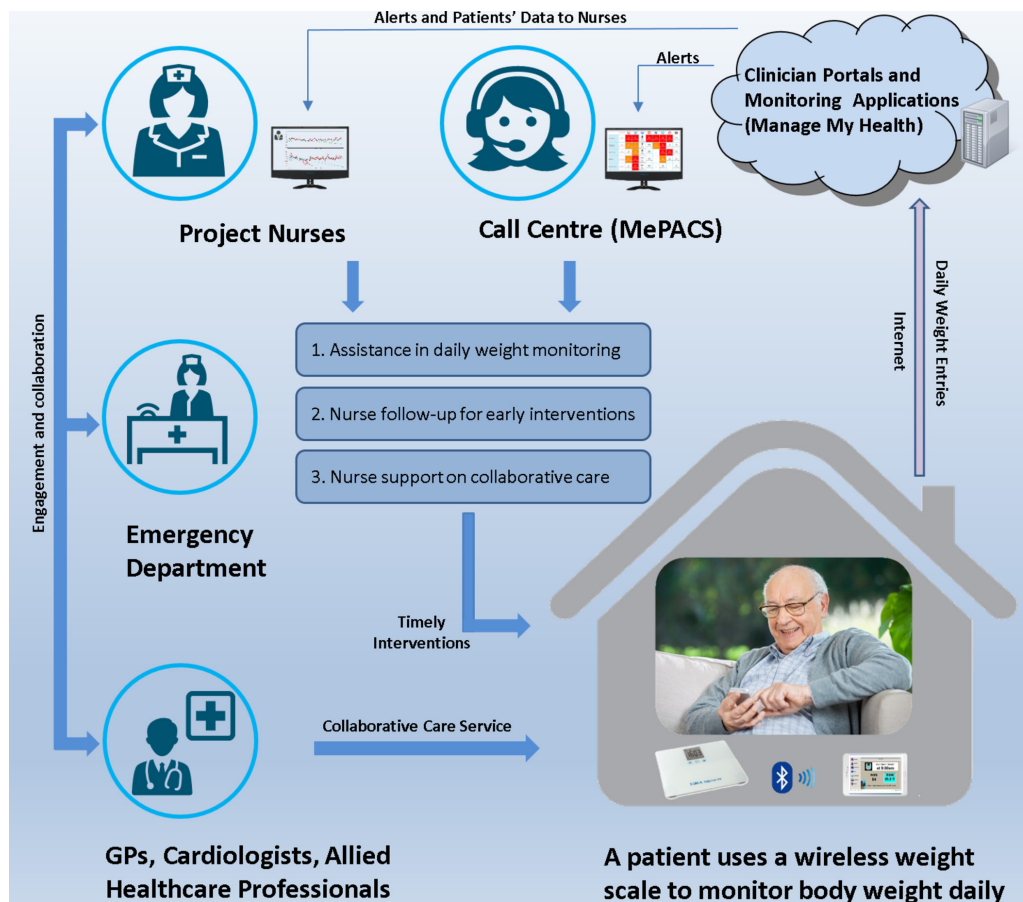 Alerts and Patients' Data to Nurses
Alerts
Clinician Portals and
Monitoring Applications
(Manage My Health)
Project Nurses
Call Centre (MePACS)
Daily Weight Entries
Internet
Engagement and collaboration
1. Assistance in daily weight monitoring
2. Nurse follow-up for early interventions
3. Nurse support on collaborative care
Emergency
Department
Timely
Interventions
Collaborative Care Service
GPs, Cardiologists, Allied
Healthcare Professionals
A patient uses a wireless weight
scale to monitor body weight daily